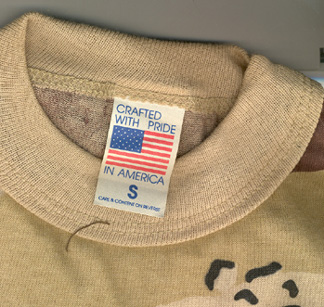 CRAFTED
WITH PRIDE
IN AMERICA
S
CARE & CONTENT ON REVERSE